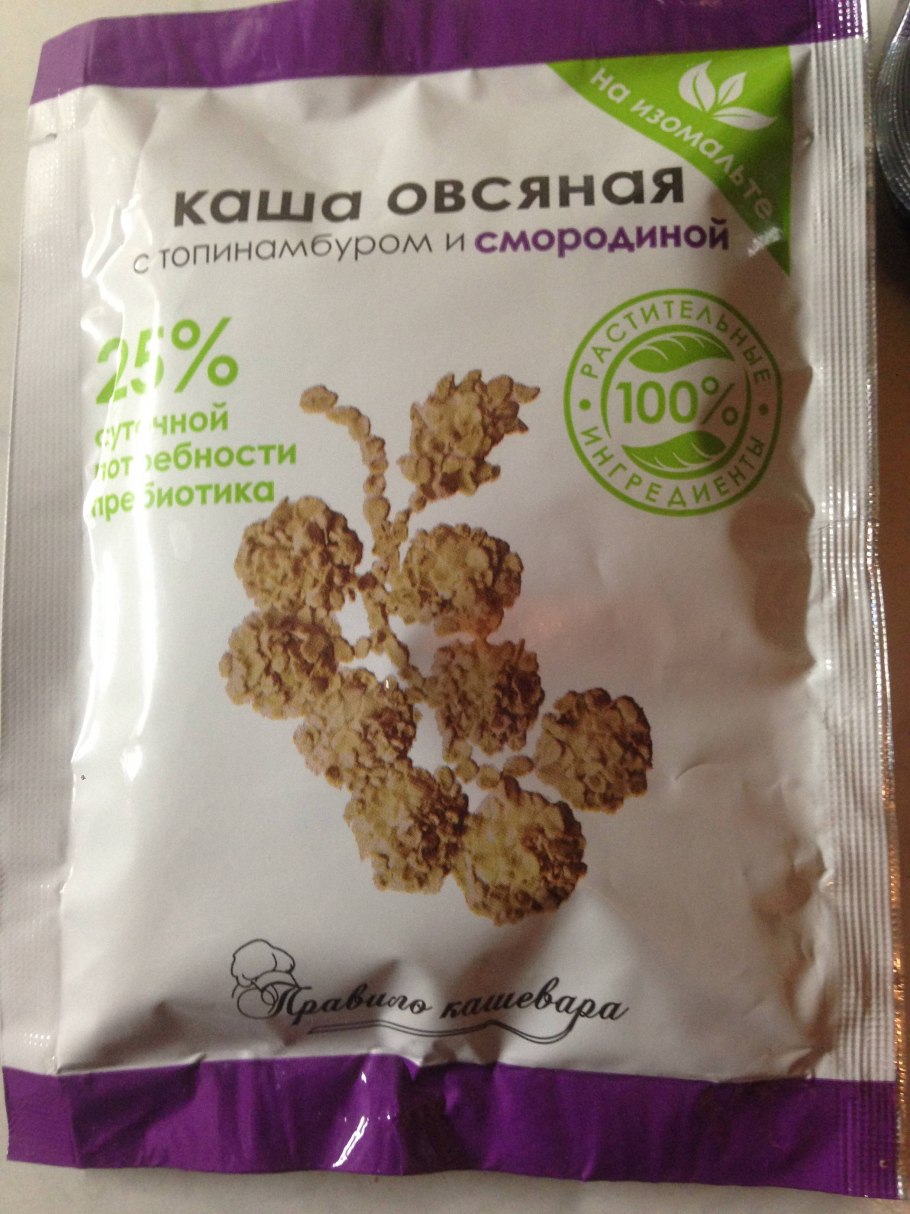 на изомальте
каша овсяная
с топинамбуром и смородиной
25%
суточной
потребности
пребиотика
РАСТИТЕЛЬНЫЕ
100%
ИНГРЕДИЕНТЫ
Правило кашевара